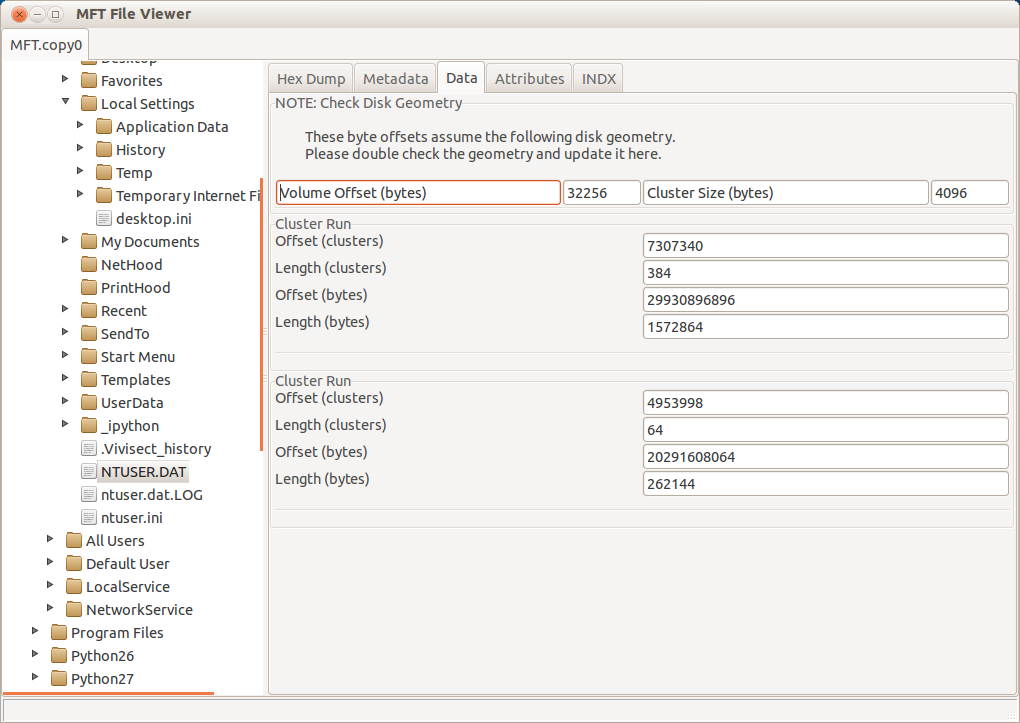 MFT File Viewer
MFT.copy0
Desktop
Favorites
Local Settings
Application Data
History
Temp
Temporary Internet Fi
desktop.ini
My Documents
NetHood
PrintHood
Recent
SendTo
Start Menu
Templates
UserData
_ipython
.Vivisect_history
NTUSER.DAT
ntuser.dat.LOG
ntuser.ini
All Users
Default User
LocalService
NetworkService
Program Files
Python26
Python27
Hex Dump Metadata Data Attributes INDX
NOTE: Check Disk Geometry
These byte offsets assume the following disk geometry.
Please double check the geometry and update it here.
Volume Offset (bytes) 32256 Cluster Size (bytes) 4096
Cluster Run
Offset (clusters) 7307340
Length (clusters) 384
Offset (bytes) 29930896896
Length (bytes) 1572864
Cluster Run
Offset (clusters) 4953998
Length (clusters) 64
Offset (bytes) 20291608064
Length (bytes) 262144